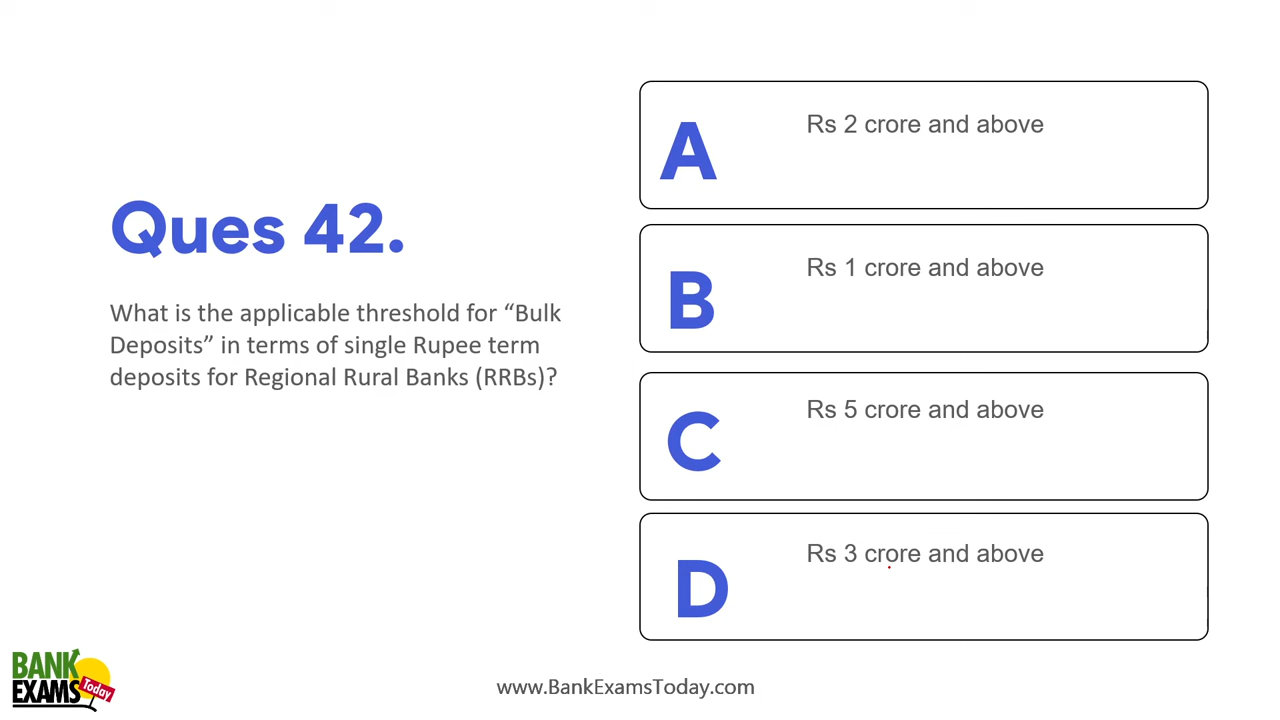 Ques 42.
What is the applicable threshold for “Bulk
Deposits” in terms of single Rupee term
deposits for Regional Rural Banks (RRBs)?
A
Rs 2 crore and above
B
Rs 1 crore and above
C
Rs 5 crore and above
D
Rs 3 crore and above
BANK
EXAMS
Today
www.BankExamsToday.com